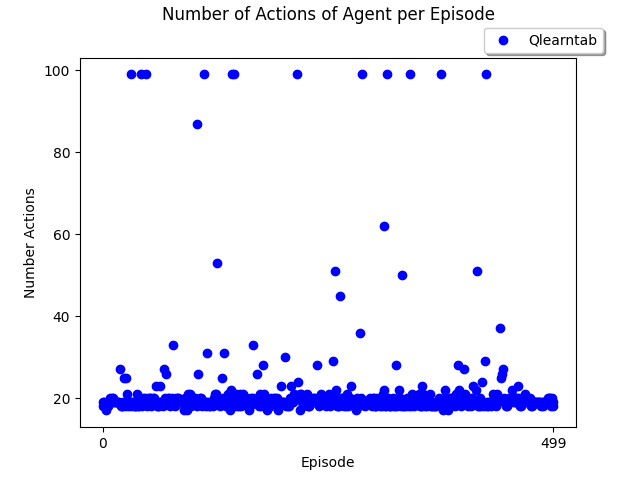 Number of Actions of Agent per Episode
Qlearntab
100
80
60
40
20
Number Actions
0
499
Episode